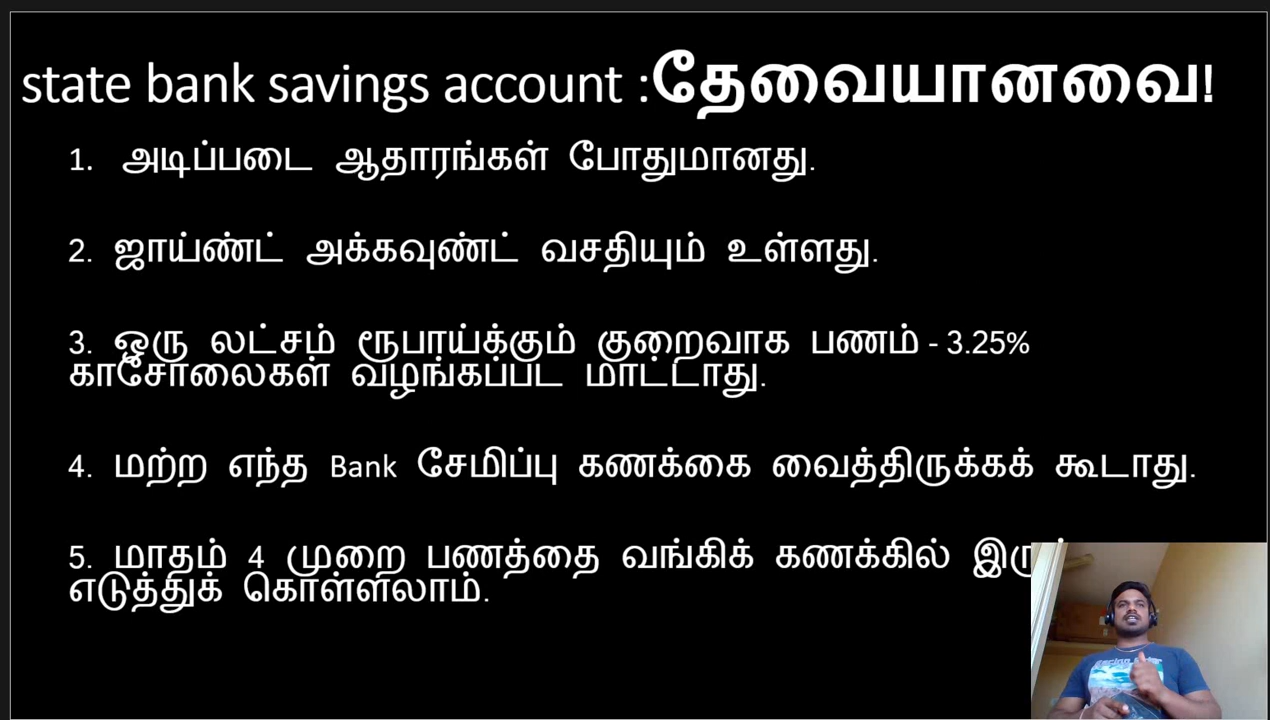 state bank savings account :தேவையானவை!
1. அடிப்படை ஆதாரங்கள் போதுமானது.
2. ஜாய்ண்ட் அக்கவுண்ட் வசதியும் உள்ளது.
3. ஒரு லட்சம் ரூபாய்க்கும் குறைவாக பணம் - 3.25%
காசோலைகள் வழங்கப்பட மாட்டாது.
4. மற்ற எந்த Bank சேமிப்பு கணக்கை வைத்திருக்கக் கூடாது.
5. மாதம் 4 முறை பணத்தை வங்கிக் கணக்கில்
எடுத்துக் கொள்ளலாம்.